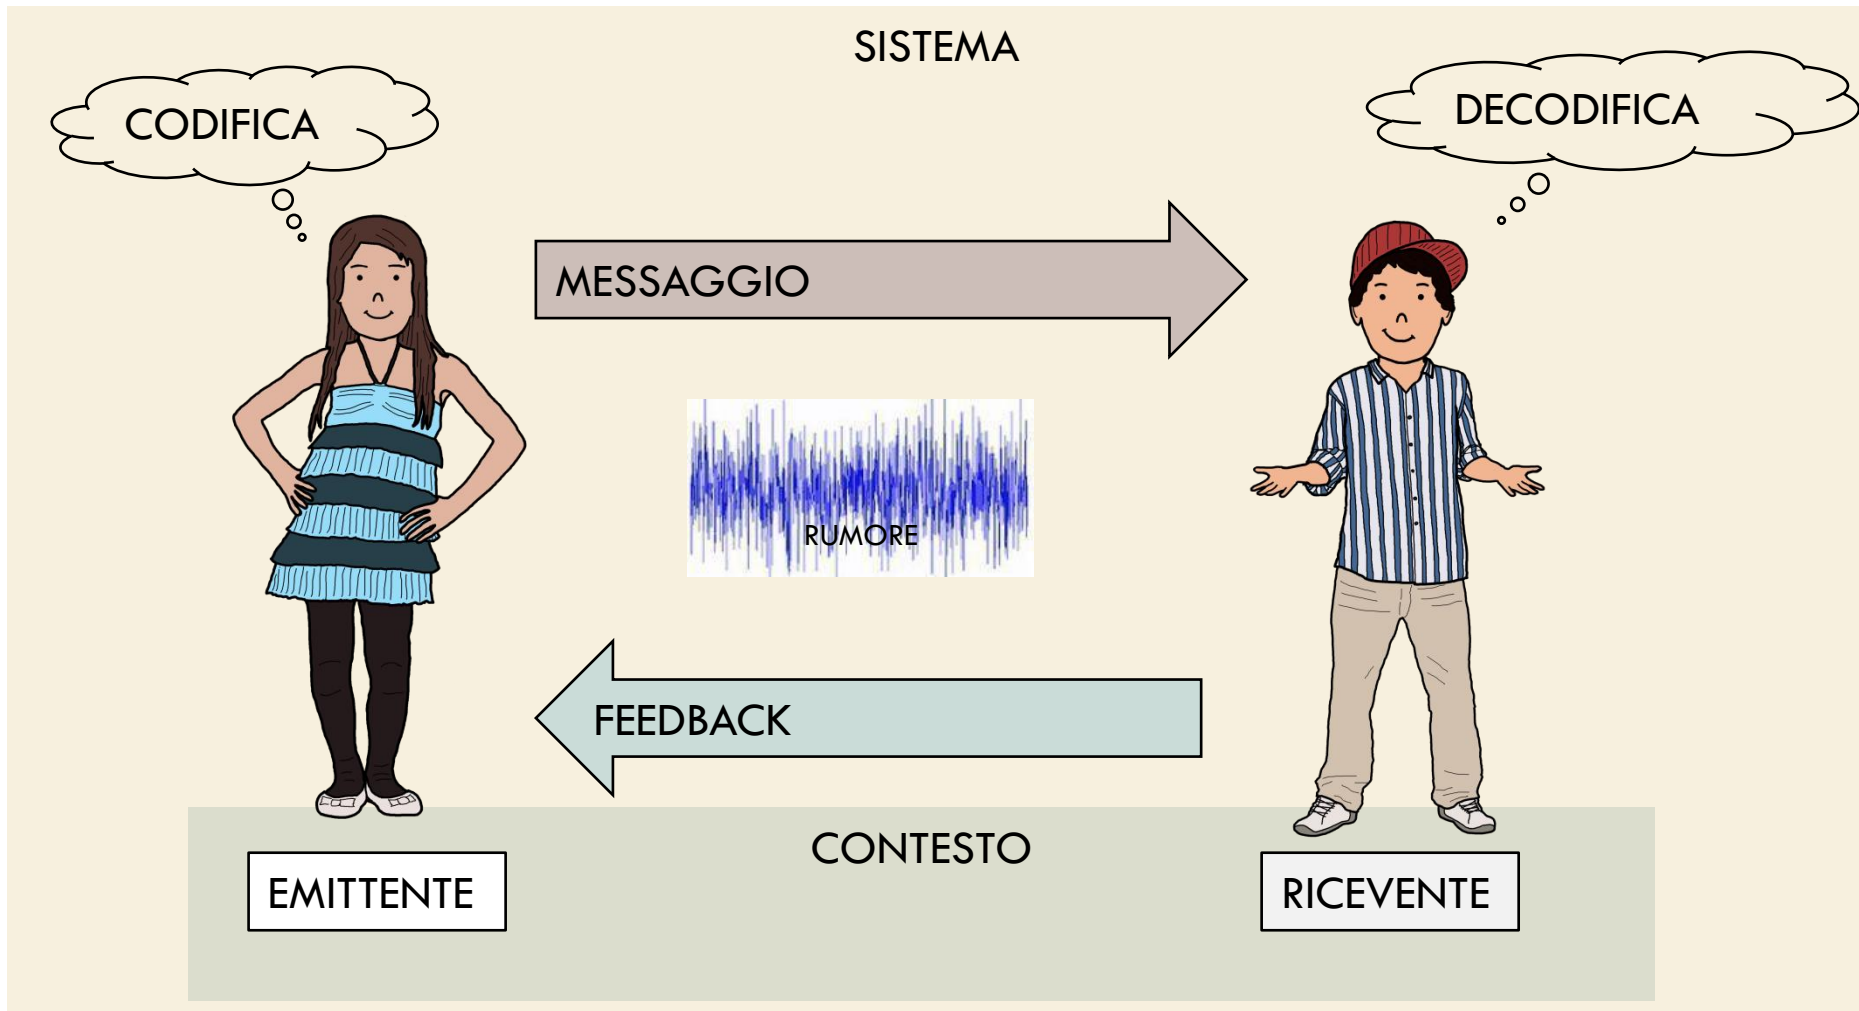 SISTEMA
CODIFICA
DECODIFICA
MESSAGGIO
RUMORE
FEEDBACK
CONTESTO
EMITTENTE
RICEVENTE